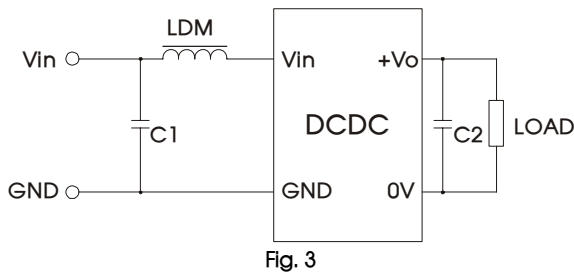 LDM
Vin
Vin
+Vo
C1
DCDC
C2
LOAD
GND
GND
0V
Fig. 3